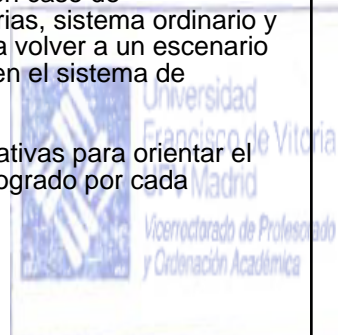 en caso de
rias, sistema ordinario y
a volver a un escenario
en el sistema de
ativas para orientar el
ogrado por cada
Universidad
Francisco de Vitoria
UFV Madrid
Vicerrectorado de Profesorado
y Ordenación Académica